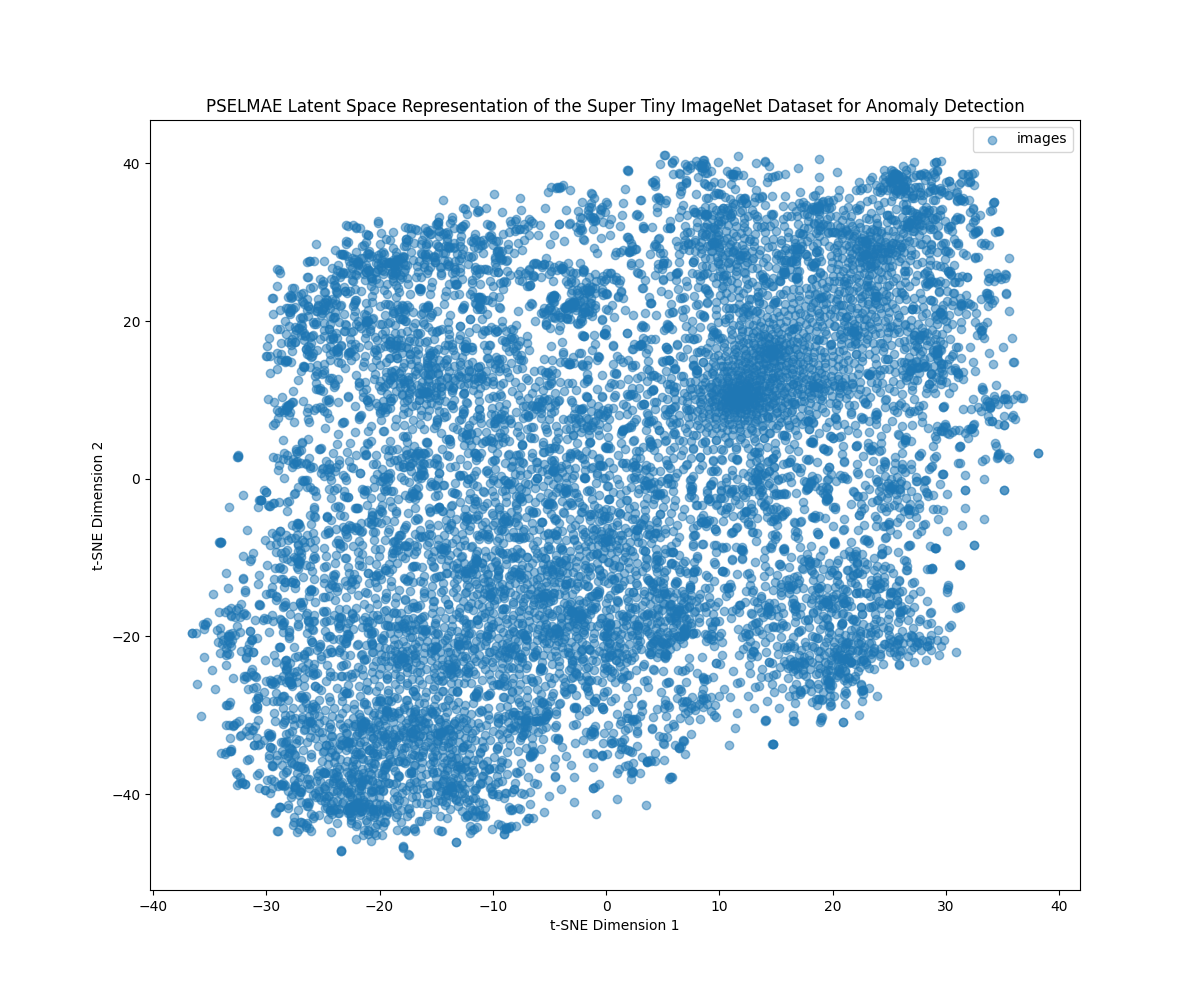 PSELMAE Latent Space Representation of the Super Tiny ImageNet Dataset for Anomaly Detection
images
40
20
0
−20
−40
t-SNE Dimension 2
−40 −30 −20 −10 0 10 20 30 40
t-SNE Dimension 1